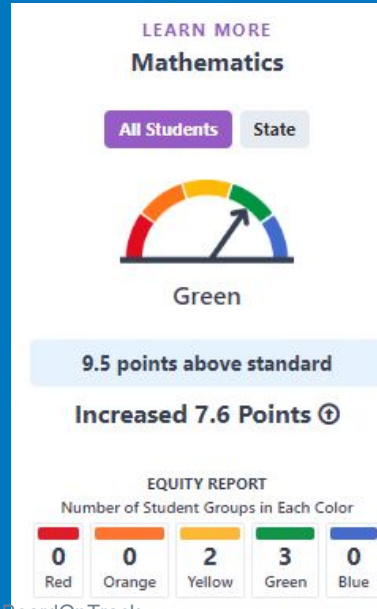 LEARN MORE
Mathematics
All Students State
Green
9.5 points above standard
Increased 7.6 Points
EQUITY REPORT
Number of Student Groups in Each Color
0 0 2 3 0
Red Orange Yellow Green Blue